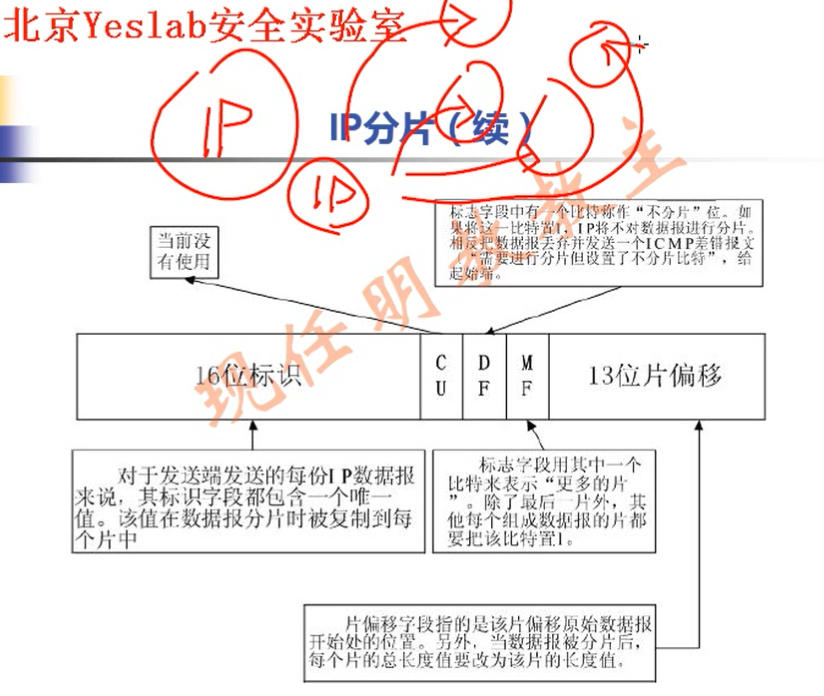 北京Yeslab安全实验室
IP
IP分片（续）
IP
标志字段中有一个比特称作“不分片”位。如
果将这一比特置1，IP将不对数据报进行分片。
相反把数据报丢弃并发送一个ICMP差错报文
“需要进行分片但设置了不分片比特”，给
起始端。
当前没
有使用
现任明教教主
16位标识
CU
DF
MF
13位片偏移
对于发送端发送的每份IP数据报
来说，其标识字段都包含一个唯一
值。该值在数据报分片时被复制到每
个片中
标志字段用其中一个
比特来表示“更多的片
”。除了最后一片外，其
他每个组成数据报的片都
要把该比特置1。
片偏移字段指的是该片偏移原始数据报
开始处的位置。另外，当数据报被分片后，
每个片的总长度值要改为该片的长度值。